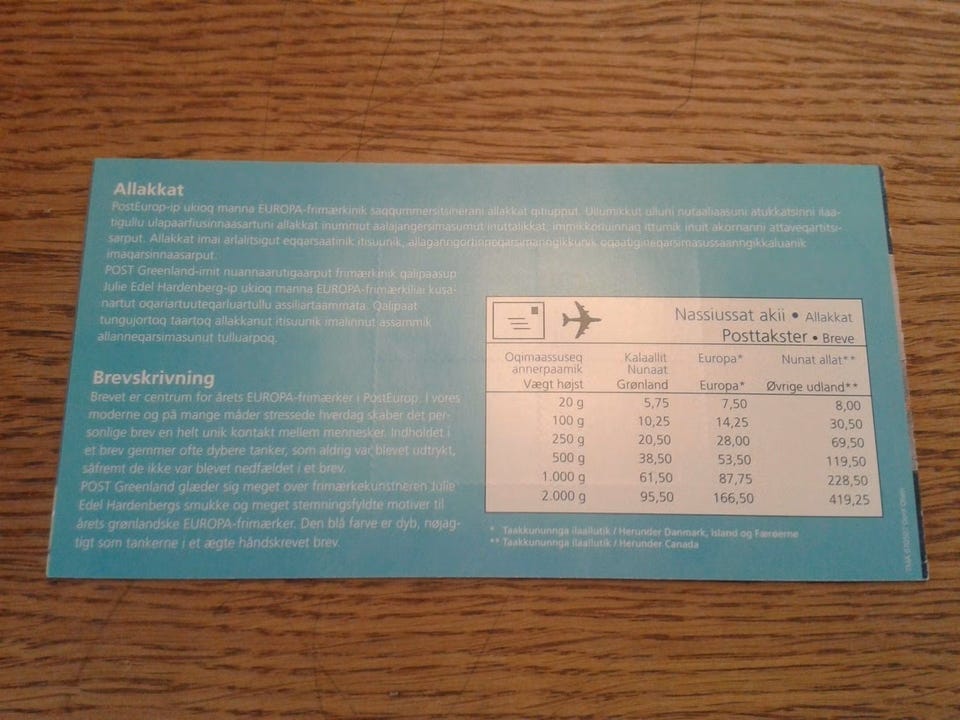 Allakkat
PostEurop-ip ukioq manna EUROPA-frimærkinik saqqummersitsinerani allakkat qitiupput. Ullumikkut ulluni nutaaliaasuni atukkatsinni ilaa-
tigullu ulapaarfiusinnaasartuni allakkat inummut aalajangersimasumut inuttalikkat, immikkoruinnaq ittumik inuit akornanni attaveqartitsi-
sarput. Allakkat imai arlalitsigut eqqarsaatinik itisuunik,
imaqarsinnaasarput.
POST Greenland-imit nuannaarutigaarput frimærkinik qalipaasup
Julie Edel Hardenberg-ip ukioq manna EUROPA-frimærkiliai kusa-
nartut oqariartuuteqarluartullu assiliartaammata. Qalipaat
tungujortoq taartoq allakkanut itisuunik imalinnut assammik
allanneqarsimasunut tulluarpoq.
Brevskrivning
Brevet er centrum for årets EUROPA-frimærker i PostEurop. I vores
moderne og på mange måder stressede hverdag skaber det per-
sonlige brev en helt unik kontakt mellem mennesker. Indholdet i
et brev gemmer ofte dybere tanker, som aldrig var blevet udtrykt,
såfremt de ikke var blevet nedfældet i et brev.
POST Greenland glæder sig meget over frimærkekunstneren Julie
Edel Hardenbergs smukke og meget stemningsfyldte motiver til
årets grønlandske EUROPA-frimærker. Den blå farve er dyb, nøjag-
tigt som tankerne i et ægte håndskrevet brev.
Nassiussat akii • Allakkat
Posttakster • Breve
Oqimaassuseq Kalaallit Europa* Nunat allat**
annerpaamik Nunaat
Vægt højst Grønland Europa* Øvrige udland**
20 g 5,75 7,50 8,00
100 g 10,25 14,25 30,50
250 g 20,50 28,00 69,50
500 g 38,50 53,50 119,50
1.000 g 61,50 87,75 228,50
2.000 g 95,50 166,50 419,25
* Taakkununnga ilaallutik / Herunder Danmark, Island og Færøerne
** Taakkununnga ilaallutik / Herunder Canada